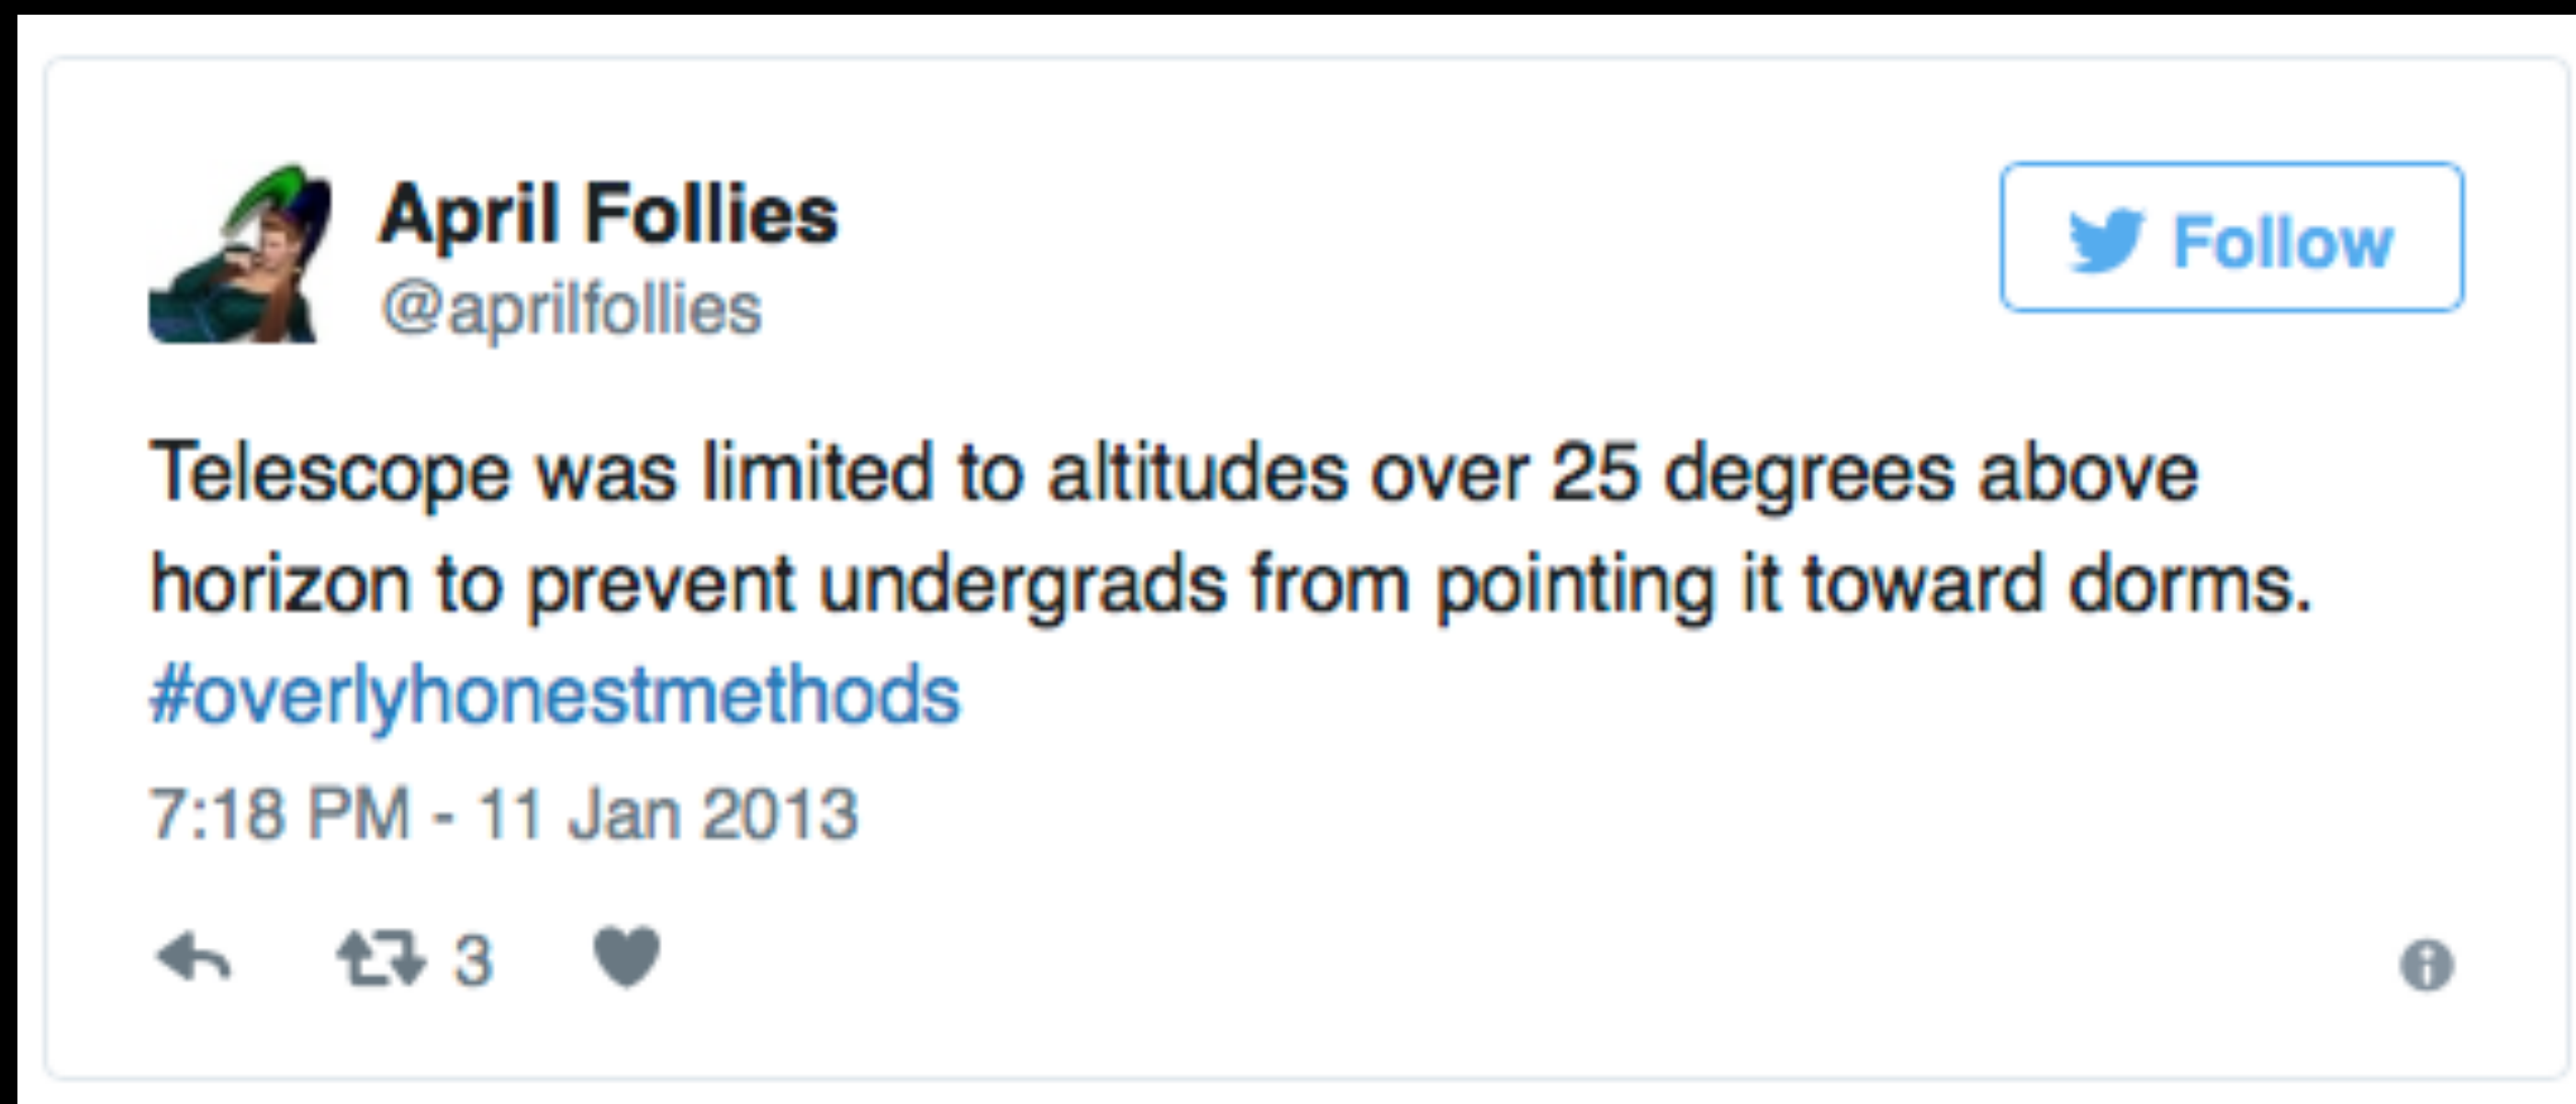 April Follies
@aprilfollies
Follow
Telescope was limited to altitudes over 25 degrees above
horizon to prevent undergrads from pointing it toward dorms.
#overlyhonestmethods
7:18 PM - 11 Jan 2013
3